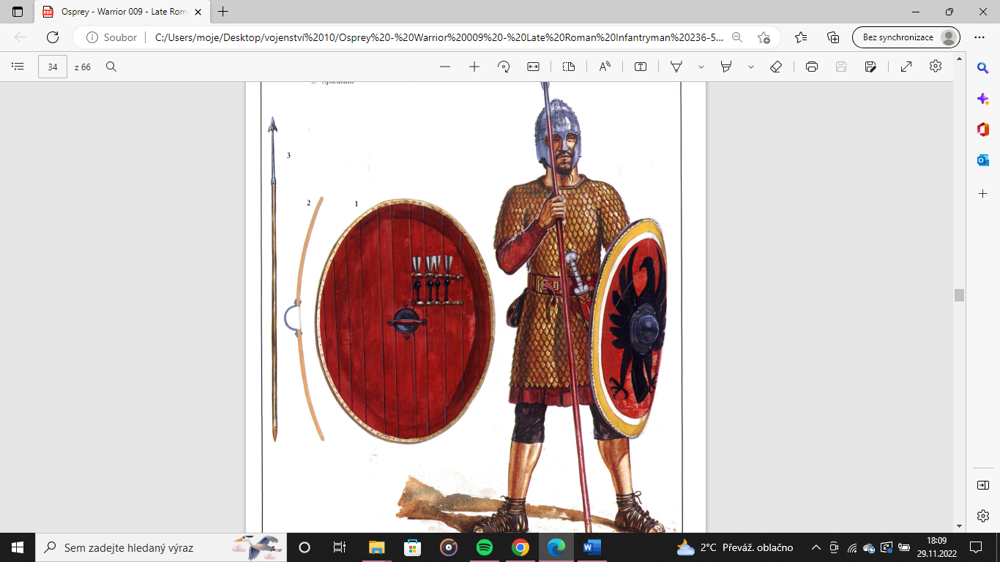 Osprey - Warrior 009 - Late Rom
Soubor
C:/Users/moje/Desktop/vojenství%2010/Osprey%20-%20Warrior%20009%20-%20Late%20Roman%20Infantryman%20236-5...
Bez synchronizace
34 z 66
3. Spiculum
3
2
1
Sem zadejte hledaný výraz
2°C Převáž. oblačno
18:09
29.11.2022